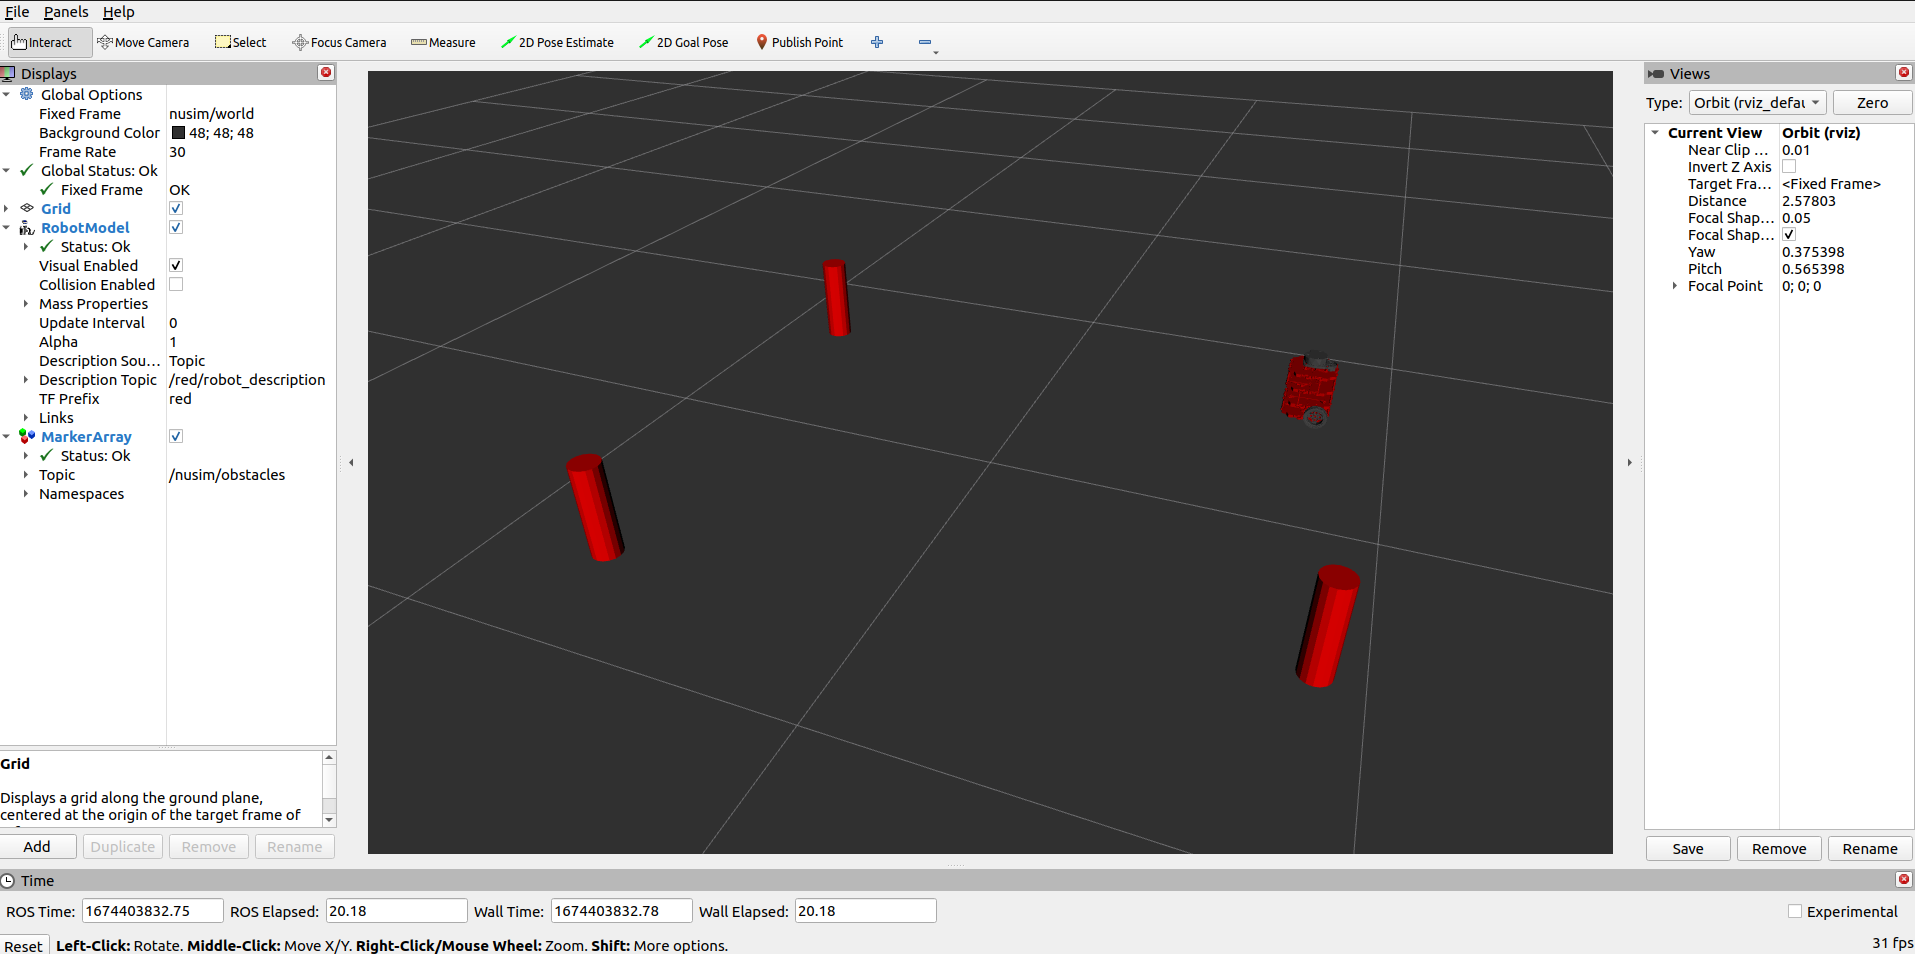 File Panels Help
Interact Move Camera Select Focus Camera Measure 2D Pose Estimate 2D Goal Pose Publish Point
Displays
Global Options
Fixed Frame nusim/world
Background Color 48; 48; 48
Frame Rate 30
Global Status: Ok
Fixed Frame OK
Grid
RobotModel
Status: Ok
Visual Enabled
Collision Enabled
Mass Properties
Update Interval 0
Alpha 1
Description Sou... Topic
Description Topic /red/robot_description
TF Prefix red
Links
MarkerArray
Status: Ok
Topic /nusim/obstacles
Namespaces
Grid
Displays a grid along the ground plane,
centered at the origin of the target frame of
Add Duplicate Remove Rename
Views
Type: Orbit (rviz_defau Zero
Current View Orbit (rviz)
Near Clip ... 0.01
Invert Z Axis
Target Fra... <Fixed Frame>
Distance 2.57803
Focal Shap... 0.05
Focal Shap...
Yaw 0.375398
Pitch 0.565398
Focal Point 0; 0; 0
Save Remove Rename
Time
ROS Time: 1674403832.75 ROS Elapsed: 20.18 Wall Time: 1674403832.78 Wall Elapsed: 20.18 Experimental
Reset Left-Click: Rotate. Middle-Click: Move X/Y. Right-Click/Mouse Wheel: Zoom. Shift: More options. 31 fps